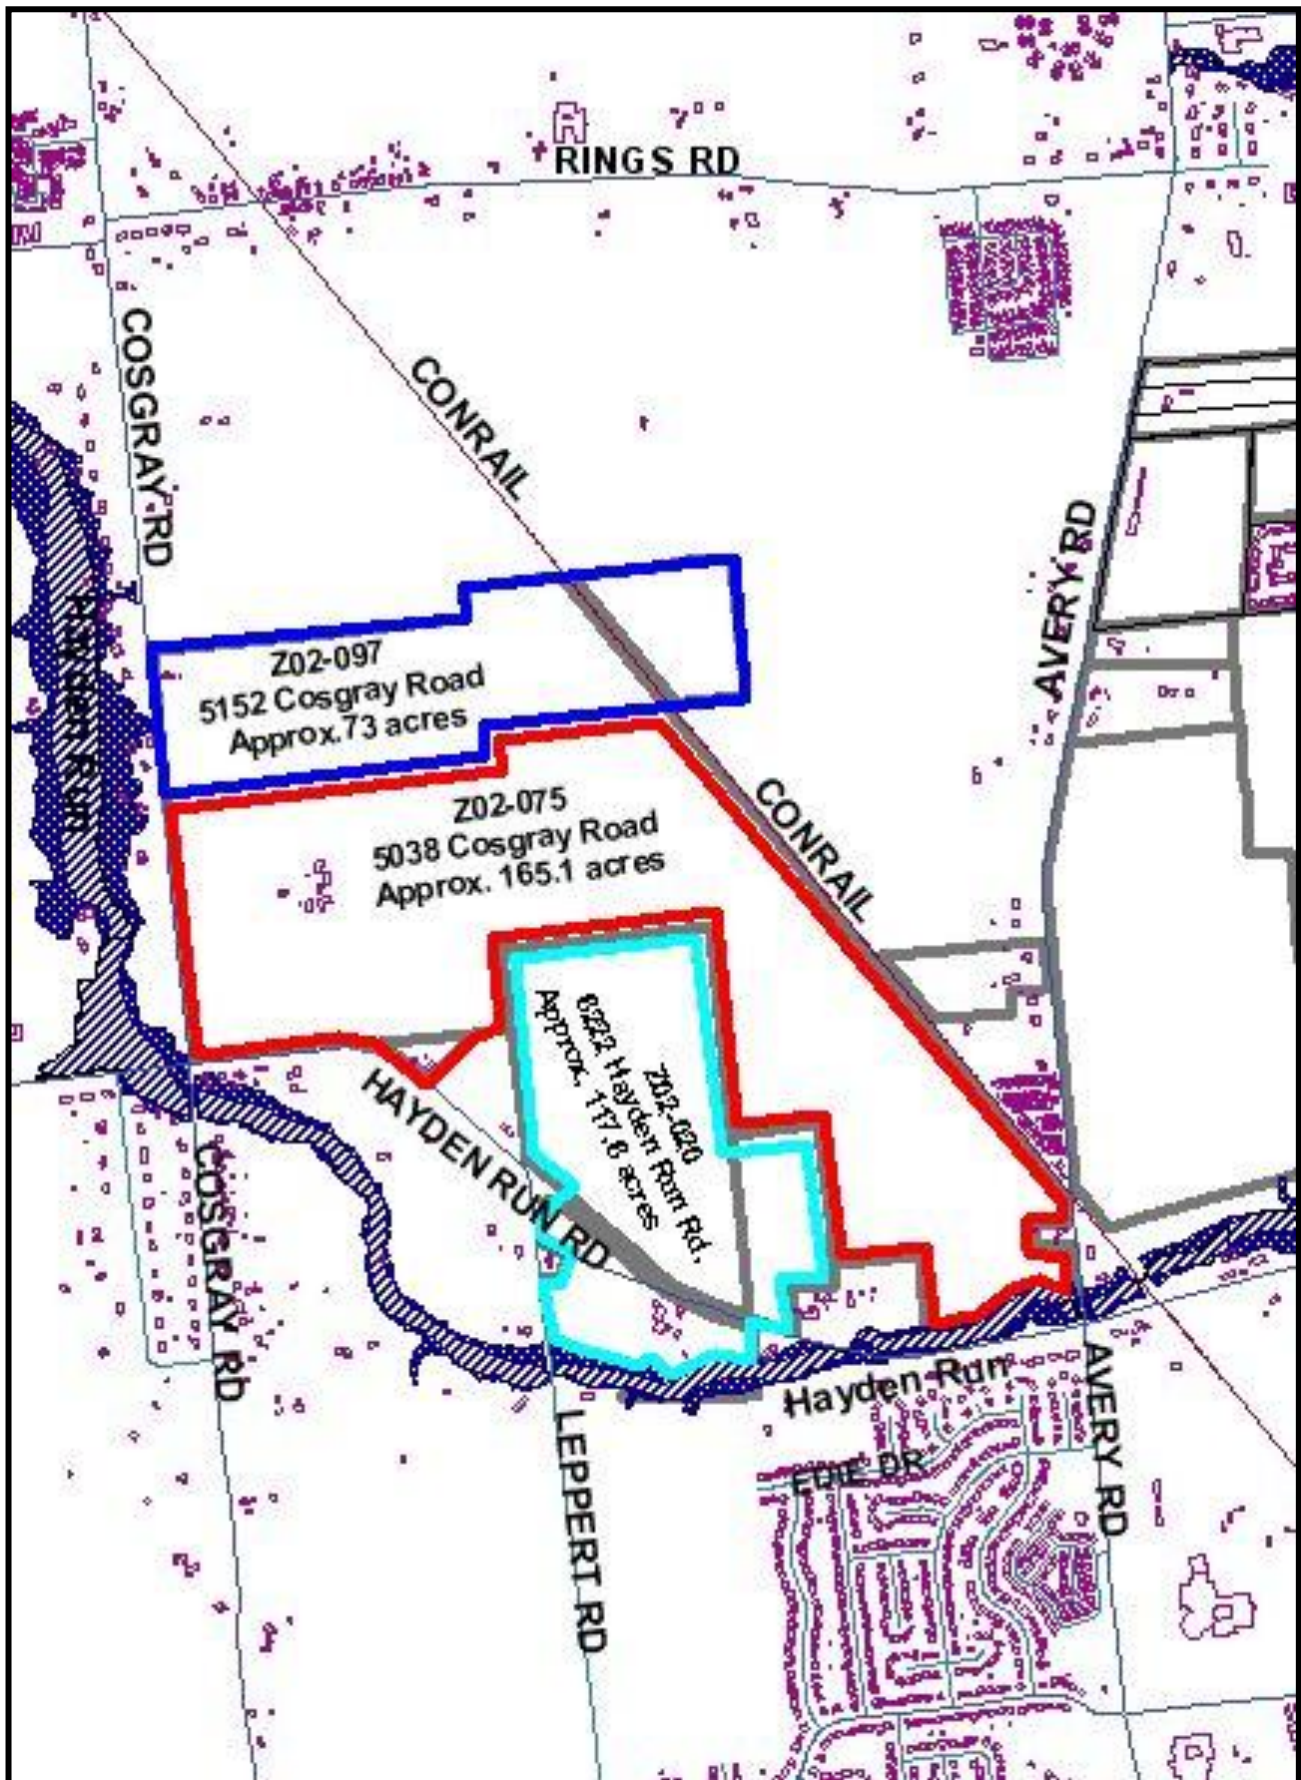 RINGS RD
COSGRAY RD
CONRAIL
AVERY RD
Hayden Run
Z02-097
5152 Cosgray Road
Approx.73 acres
Z02-075
5038 Cosgray Road
Approx. 165.1 acres
CONRAIL
Z02-020
6222 Hayden Run Rd,
Approx, 117.6 acres
HAYDEN RUN RD
COSGRAY RD
Hayden Run
EDIE DR
AVERY RD
LEPPERT RD